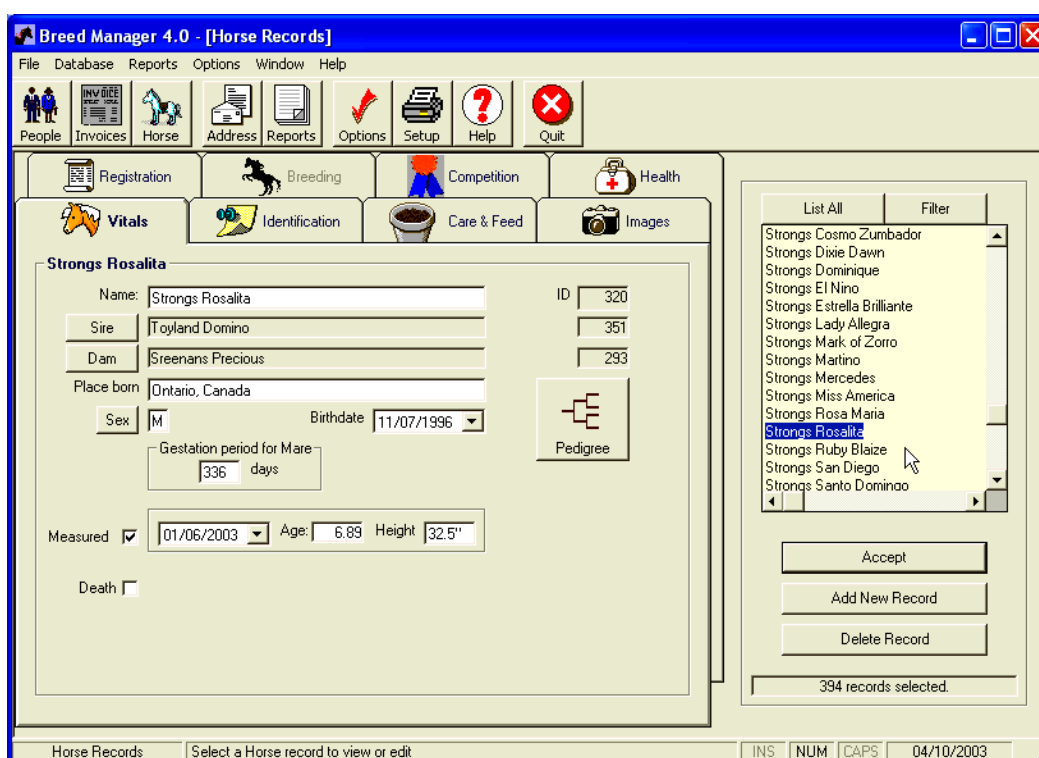 Breed Manager 4.0 - [Horse Records]
File Database Reports Options Window Help
INVOICE
People Invoices Horse Address Reports Options Setup Help Quit
Registration Breeding Competition Health
Vitals Identification Care & Feed Images
Strongs Rosalita
Name: Strongs Rosalita ID 320
Sire Toyland Domino 351
Dam Sreenans Precious 293
Place born Ontario, Canada
Sex M Birthdate 11/07/1996
Pedigree
Gestation period for Mare
336 days
Measured 01/06/2003 Age: 6.89 Height 32.5"
Death
List All Filter
Strongs Cosmo Zumbador
Strongs Dixie Dawn
Strongs Dominique
Strongs El Nino
Strongs Estrella Brilliante
Strongs Lady Allegra
Strongs Mark of Zorro
Strongs Martino
Strongs Mercedes
Strongs Miss America
Strongs Rosa Maria
Strongs Rosalita
Strongs Ruby Blaize
Strongs San Diego
Strongs Santo Domingo
Accept
Add New Record
Delete Record
394 records selected.
Horse Records Select a Horse record to view or edit INS NUM CAPS 04/10/2003